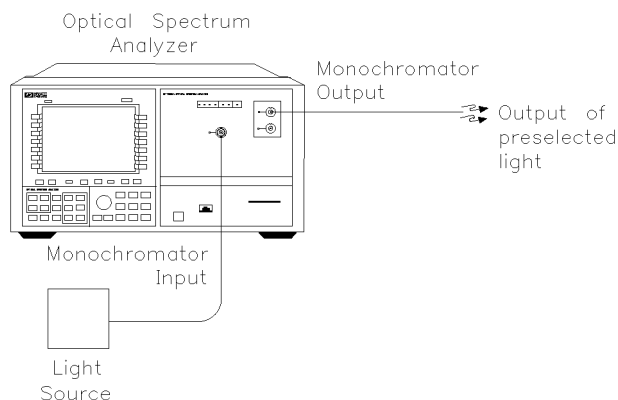 Optical Spectrum
Analyzer
Monochromator
Output
Output of
preselected
light
Monochromator
Input
Light
Source